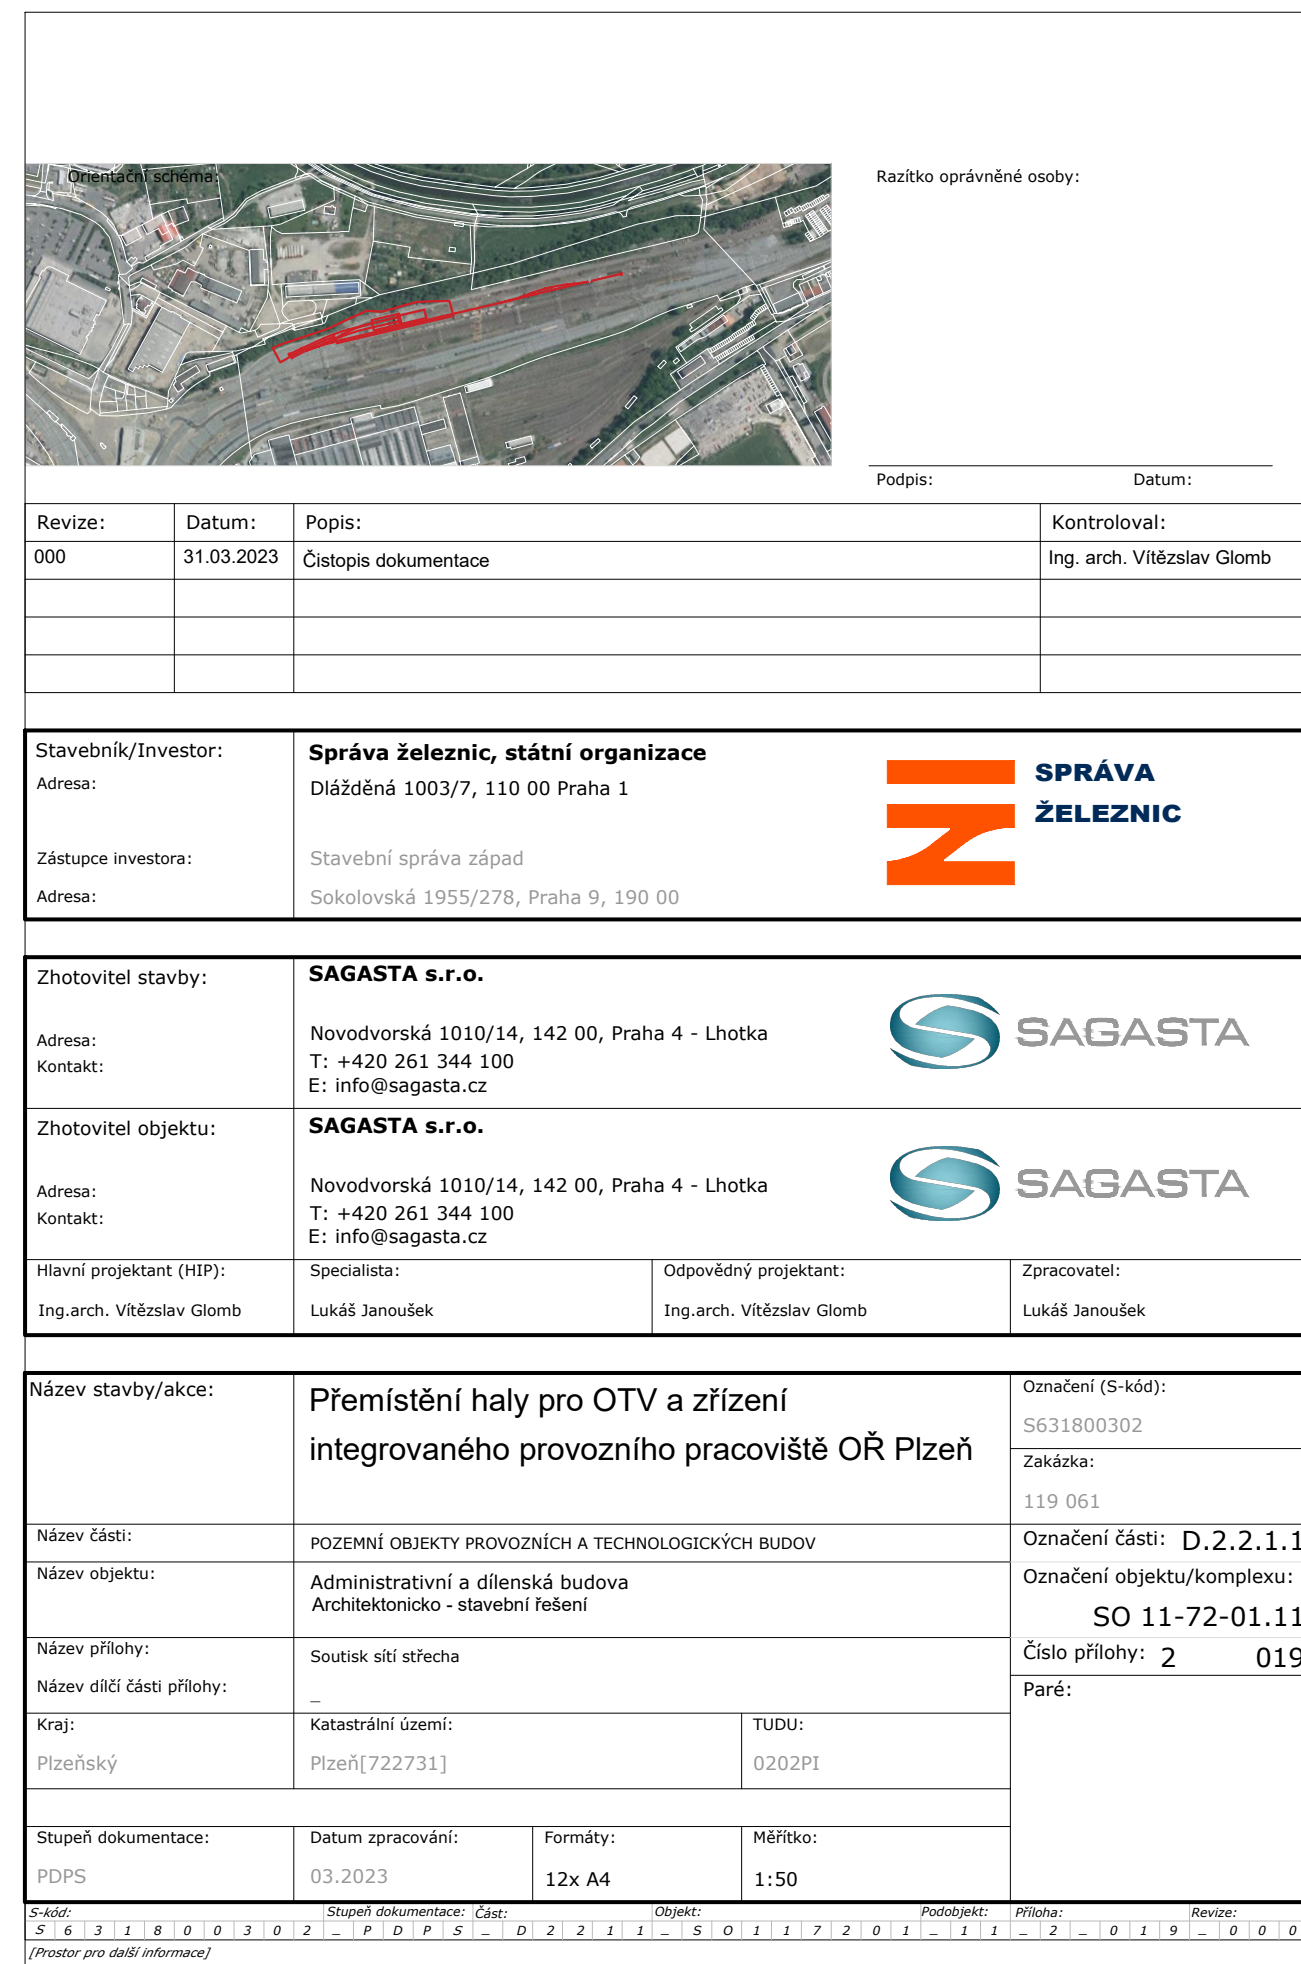 Orientační schéma:
Razítko oprávněné osoby:
Podpis: Datum:
Revize: Datum: Popis: Kontroloval:
000 31.03.2023 Čistopis dokumentace Ing. arch. Vítězslav Glomb
Stavebník/Investor: Správa železnic, státní organizace
Adresa: Dlážděná 1003/7, 110 00 Praha 1
SPRÁVA
ŽELEZNIC
Zástupce investora: Stavební správa západ
Adresa: Sokolovská 1955/278, Praha 9, 190 00
Zhotovitel stavby: SAGASTA s.r.o.
Adresa: Novodvorská 1010/14, 142 00, Praha 4 - Lhotka
Kontakt: T: +420 261 344 100
E: info@sagasta.cz
SAGASTA
Zhotovitel objektu: SAGASTA s.r.o.
Adresa: Novodvorská 1010/14, 142 00, Praha 4 - Lhotka
Kontakt: T: +420 261 344 100
E: info@sagasta.cz
SAGASTA
Hlavní projektant (HIP): Specialista: Odpovědný projektant: Zpracovatel:
Ing.arch. Vítězslav Glomb Lukáš Janoušek Ing.arch. Vítězslav Glomb Lukáš Janoušek
Název stavby/akce: Přemístění haly pro OTV a zřízení
integrovaného provozního pracoviště OŘ Plzeň
Označení (S-kód):
S631800302
Zakázka:
119 061
Název části: POZEMNÍ OBJEKTY PROVOZNÍCH A TECHNOLOGICKÝCH BUDOV
Označení části: D.2.2.1.1
Název objektu: Administrativní a dílenská budova
Architektonicko - stavební řešení
Označení objektu/komplexu:
SO 11-72-01.11
Název přílohy: Soutisk sítí střecha
Číslo přílohy: 2 019
Název dílčí části přílohy: _
Paré:
Kraj: Katastrální území: TUDU:
Plzeňský Plzeň[722731] 0202PI
Stupeň dokumentace: Datum zpracování: Formáty: Měřítko:
PDPS 03.2023 12x A4 1:50
S-kód: Stupeň dokumentace: Část: Objekt: Podobjekt: Příloha: Revize:
S 6 3 1 8 0 0 3 0 2 _ P D P S _ D 2 2 1 1 _ S O 1 1 7 2 0 1 _ 1 1 _ 2 _ 0 1 9 _ 0 0 0
[Prostor pro další informace]